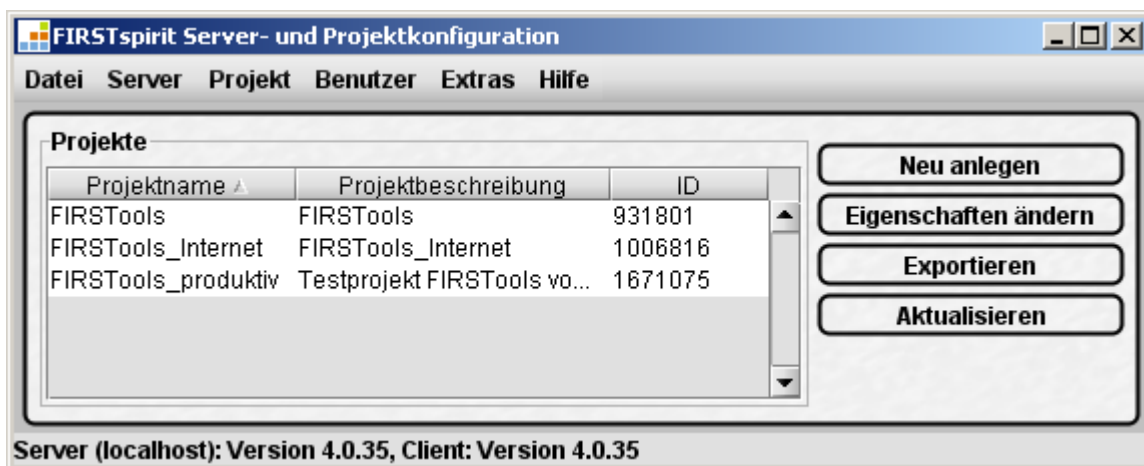 FIRSTspirit Server- und Projektkonfiguration
Datei Server Projekt Benutzer Extras Hilfe
Projekte
Projektname Projektbeschreibung ID
FIRSTools FIRSTools 931801
FIRSTools_Internet FIRSTools_Internet 1006816
FIRSTools_produktiv Testprojekt FIRSTools vo... 1671075
Neu anlegen
Eigenschaften ändern
Exportieren
Aktualisieren
Server (localhost): Version 4.0.35, Client: Version 4.0.35